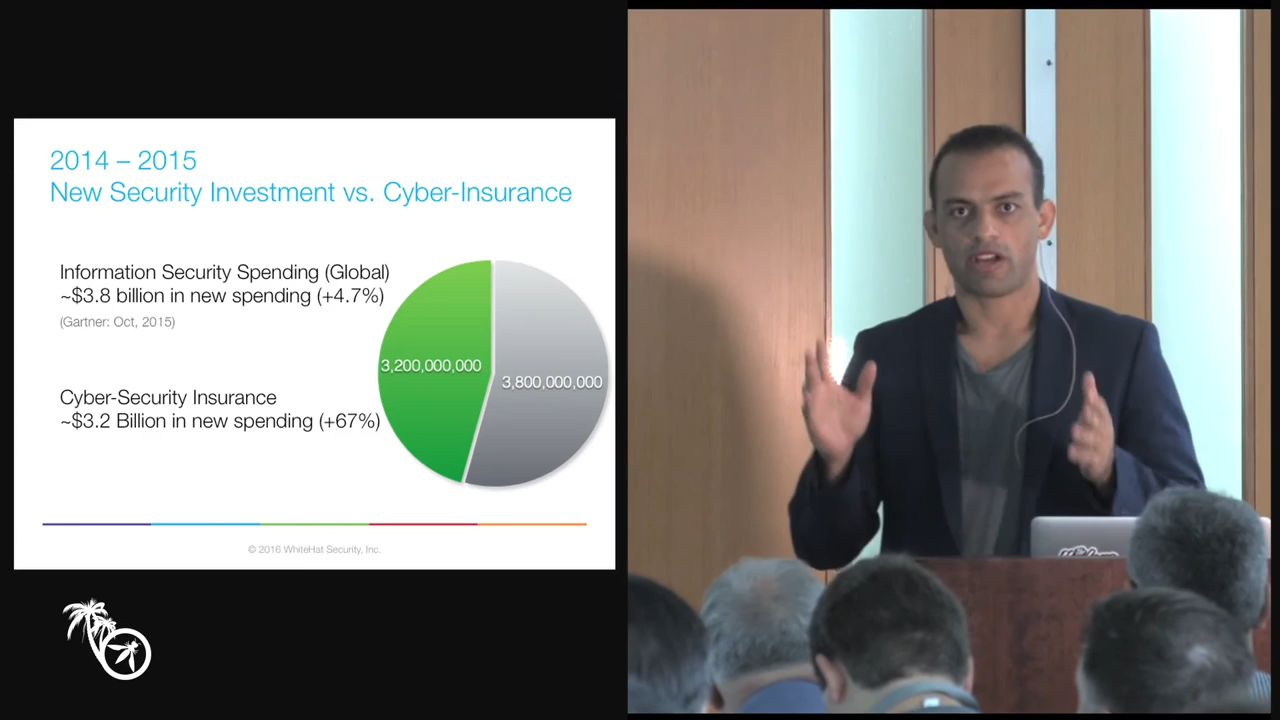 2014 – 2015
New Security Investment vs. Cyber-Insurance
Information Security Spending (Global)
~$3.8 billion in new spending (+4.7%)
(Gartner: Oct, 2015)
Cyber-Security Insurance
~$3.2 Billion in new spending (+67%)
3,200,000,000
3,800,000,000
© 2016 WhiteHat Security, Inc.